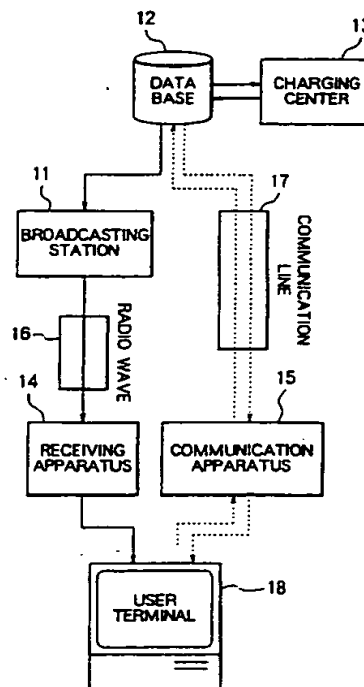 12
13
DATA
BASE
CHARGING
CENTER
11
17
BROADCASTING
STATION
COMMUNICATION
LINE
16
RADIO WAVE
14
15
RECEIVING
APPARATUS
COMMUNICATION
APPARATUS
USER
TERMINAL
18